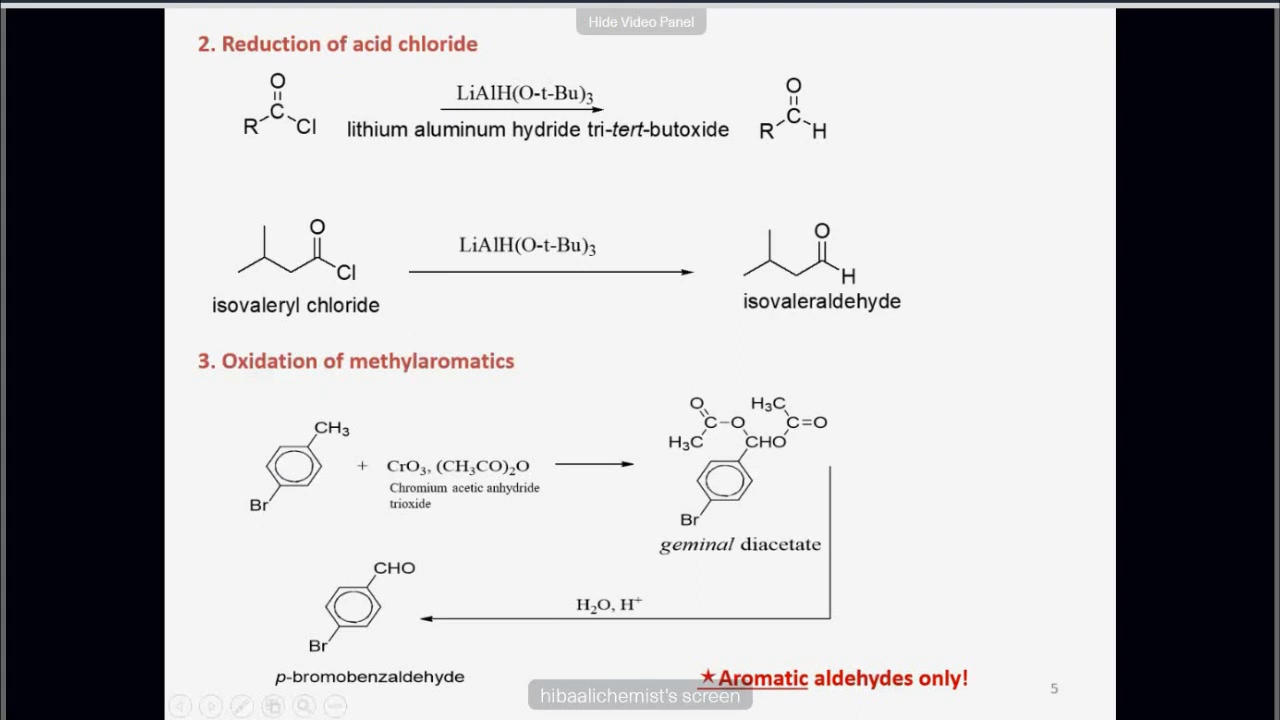 Hide Video Panel
2. Reduction of acid chloride
O
C
R
Cl
LiAlH(O-t-Bu)3
lithium aluminum hydride tri-tert-butoxide
O
C
R
H
O
Cl
isovaleryl chloride
LiAlH(O-t-Bu)3
O
H
isovaleraldehyde
3. Oxidation of methylaromatics
CH3
Br
+ CrO3, (CH3CO)2O
Chromium acetic anhydride
trioxide
O
H3C
C-O
C=O
H3C
CHO
Br
geminal diacetate
CHO
Br
H2O, H+
p-bromobenzaldehyde
★Aromatic aldehydes only!
hibaalichemist's screen
5